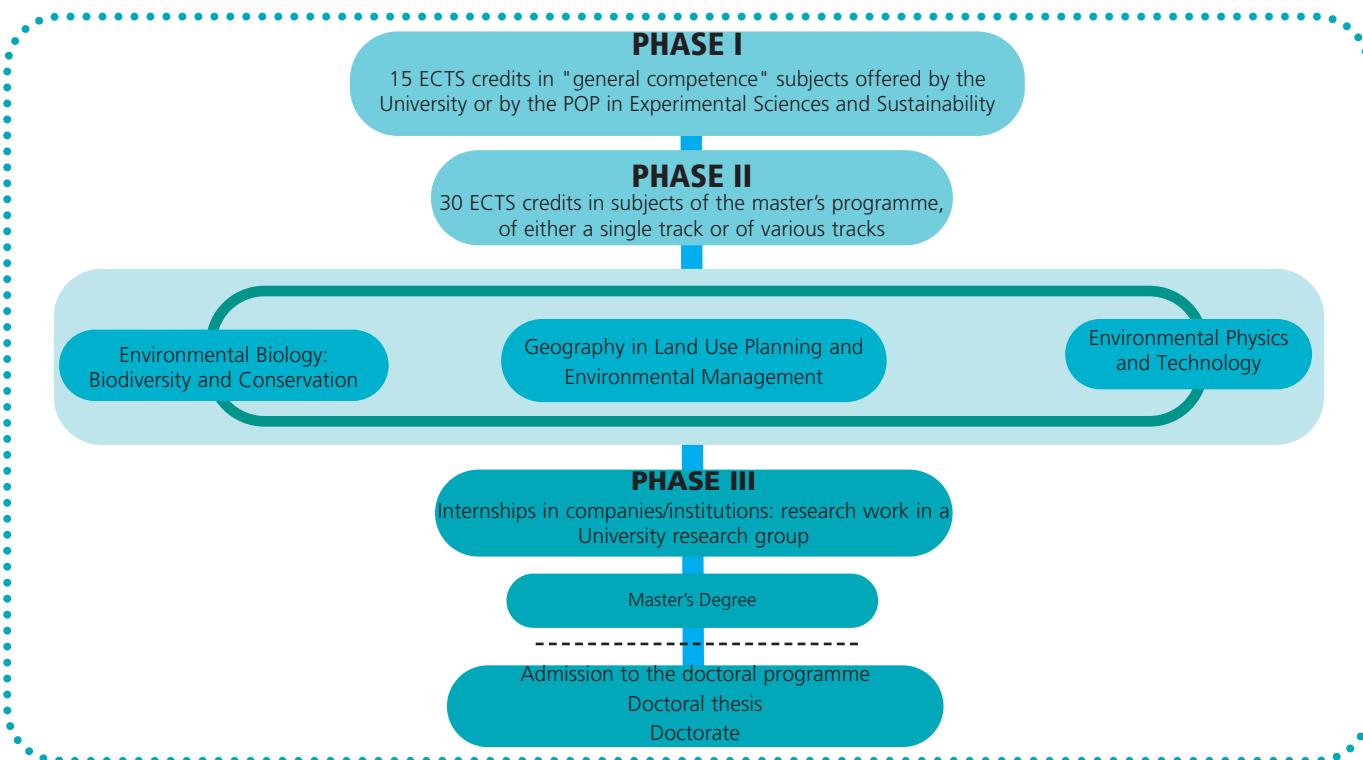 PHASE I
15 ECTS credits in "general competence" subjects offered by the
University or by the POP in Experimental Sciences and Sustainability
PHASE II
30 ECTS credits in subjects of the master’s programme,
of either a single track or of various tracks
Environmental Biology:
Biodiversity and Conservation
Geography in Land Use Planning and
Environmental Management
Environmental Physics
and Technology
PHASE III
Internships in companies/institutions: research work in a
University research group
Master’s Degree
Admission to the doctoral programme
Doctoral thesis
Doctorate